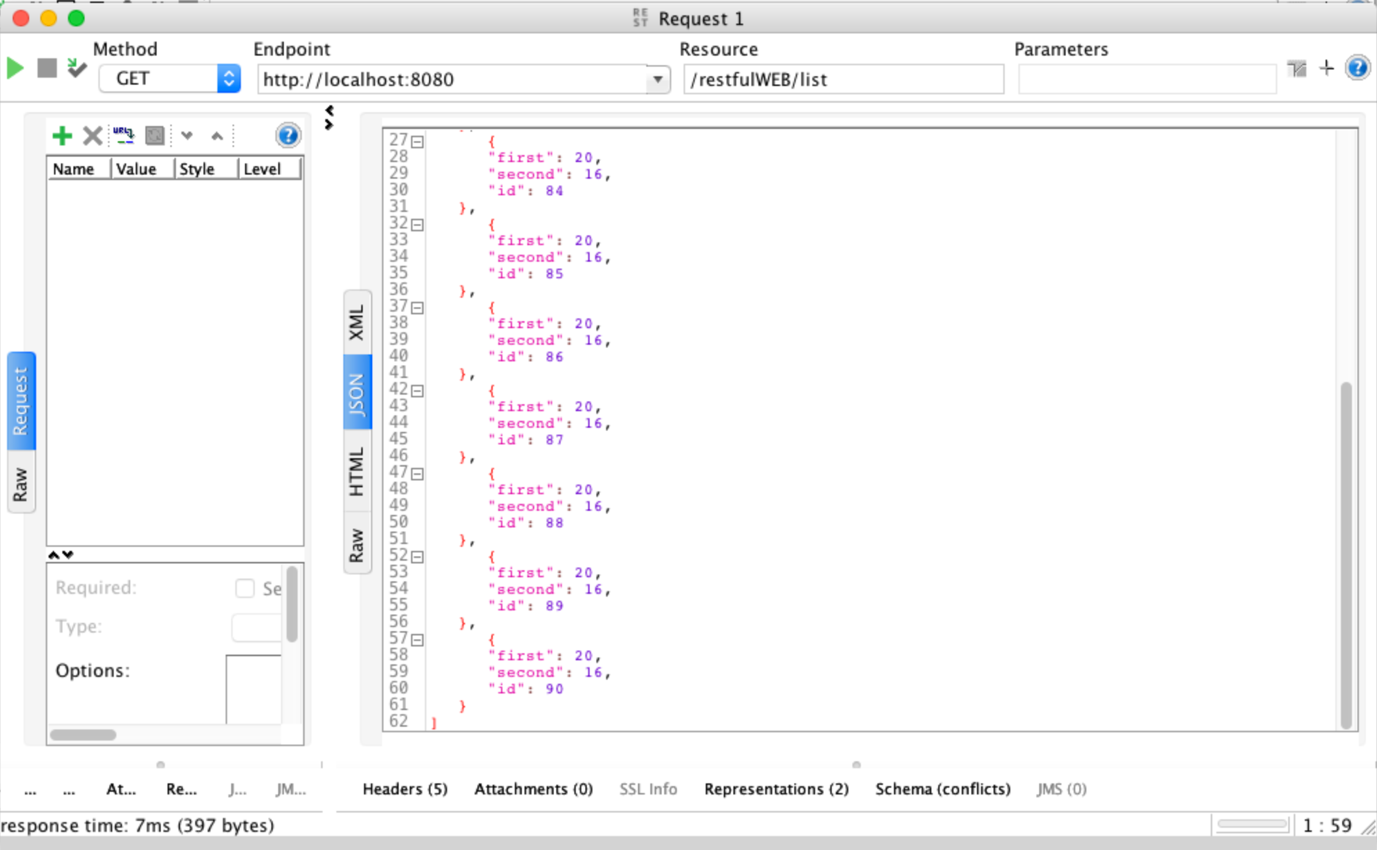 REST Request 1
Method Endpoint Resource Parameters
GET http://localhost:8080 /restfulWEB/list
URL
Name Value Style Level
Request
Raw
Required: Se
Type:
Options:
XML
JSON
HTML
Raw
27 {
28 "first": 20,
29 "second": 16,
30 "id": 84
31 },
32 {
33 "first": 20,
34 "second": 16,
35 "id": 85
36 },
37 {
38 "first": 20,
39 "second": 16,
40 "id": 86
41 },
42 {
43 "first": 20,
44 "second": 16,
45 "id": 87
46 },
47 {
48 "first": 20,
49 "second": 16,
50 "id": 88
51 },
52 {
53 "first": 20,
54 "second": 16,
55 "id": 89
56 },
57 {
58 "first": 20,
59 "second": 16,
60 "id": 90
61 }
62 ]
... ... At... Re... J... JM...
Headers (5) Attachments (0) SSL Info Representations (2) Schema (conflicts) JMS (0)
response time: 7ms (397 bytes) 1 : 59